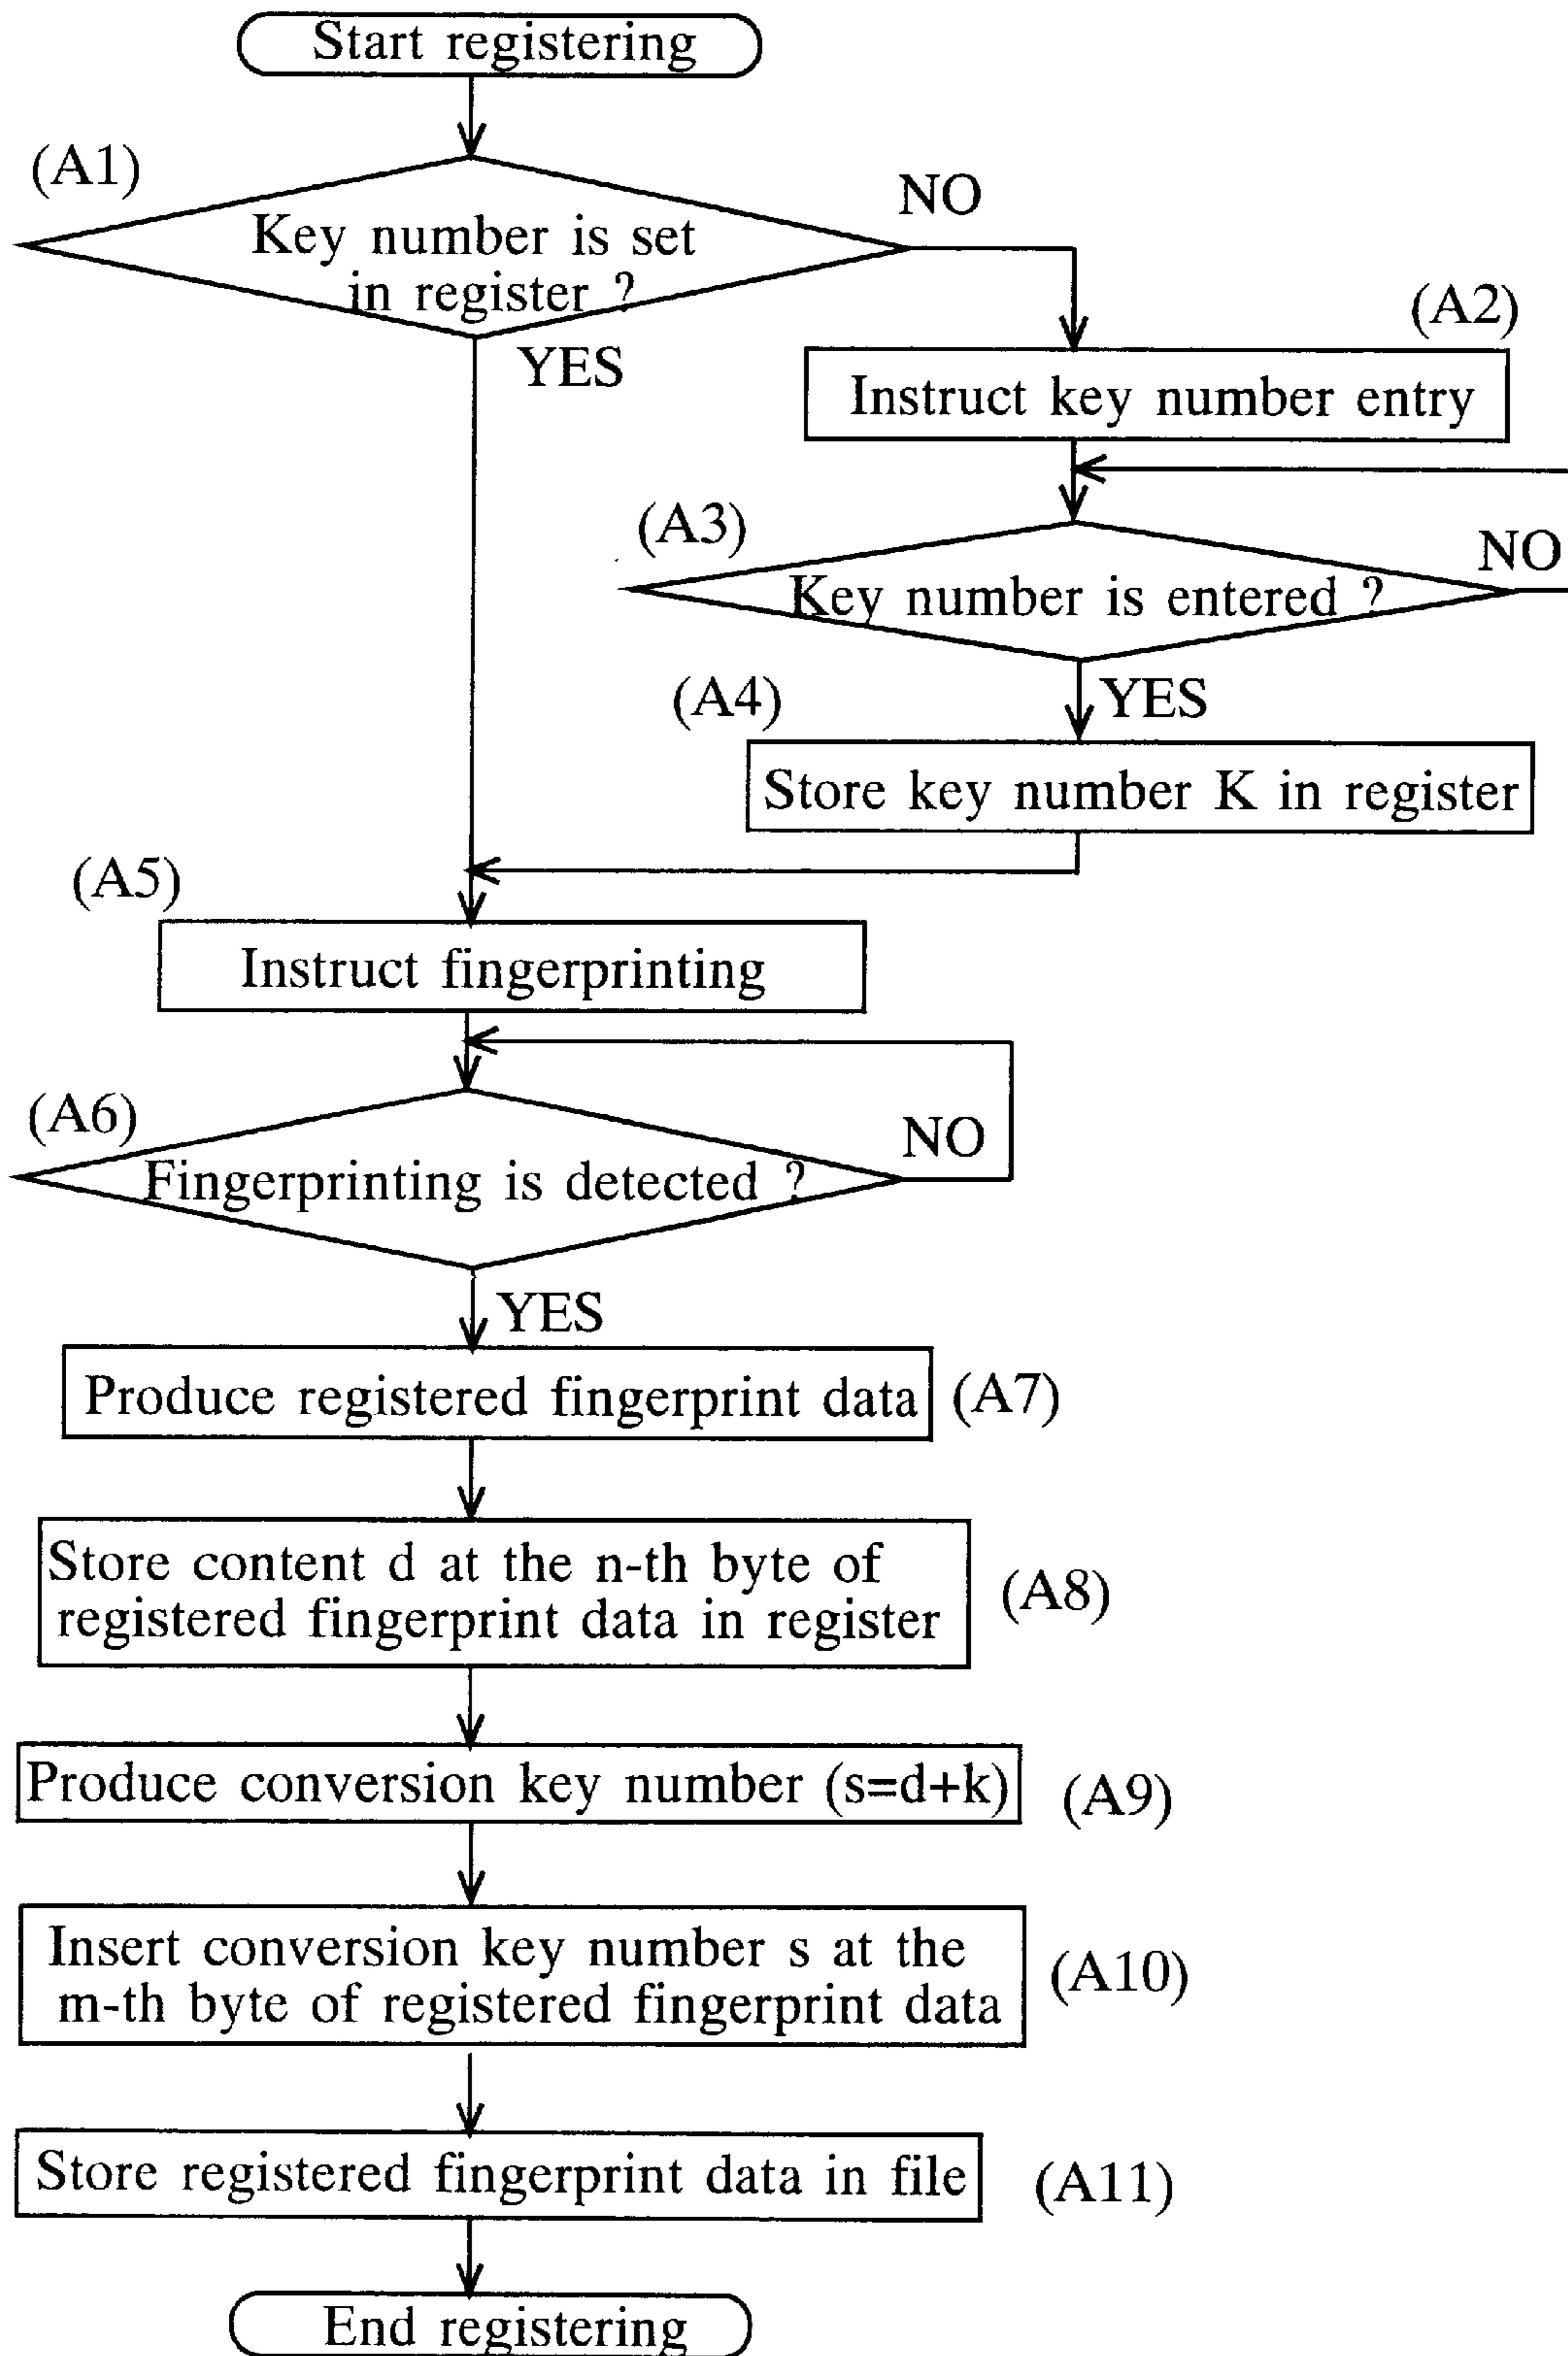 Start registering
(A1)
NO
Key number is set
in register ?
YES
(A2)
Instruct key number entry
(A3)
NO
Key number is entered ?
(A4)
YES
Store key number K in register
(A5)
Instruct fingerprinting
(A6)
NO
Fingerprinting is detected ?
YES
Produce registered fingerprint data
(A7)
Store content d at the n-th byte of
registered fingerprint data in register
(A8)
Produce conversion key number (s=d+k)
(A9)
Insert conversion key number s at the
m-th byte of registered fingerprint data
(A10)
Store registered fingerprint data in file
(A11)
End registering